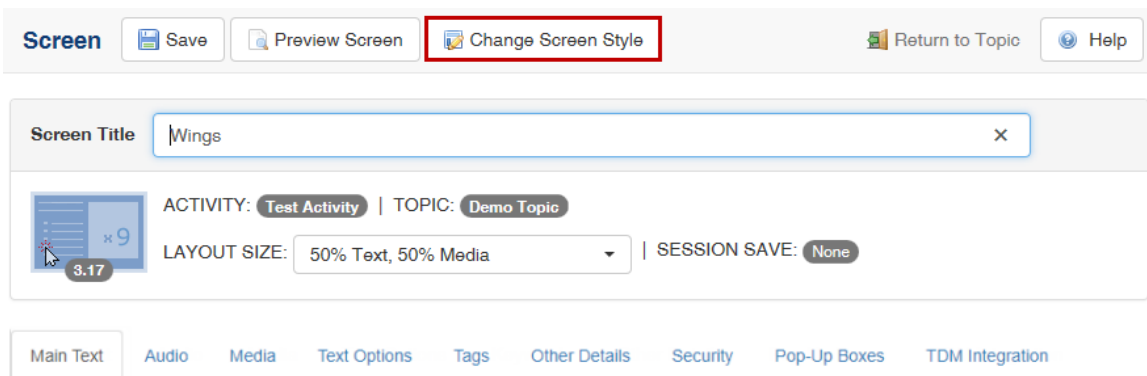 Screen Save Preview Screen Change Screen Style Return to Topic Help
Screen Title Wings ×
×9
3.17
ACTIVITY: Test Activity | TOPIC: Demo Topic
LAYOUT SIZE: 50% Text, 50% Media | SESSION SAVE: None
Main Text Audio Media Text Options Tags Other Details Security Pop-Up Boxes TDM Integration